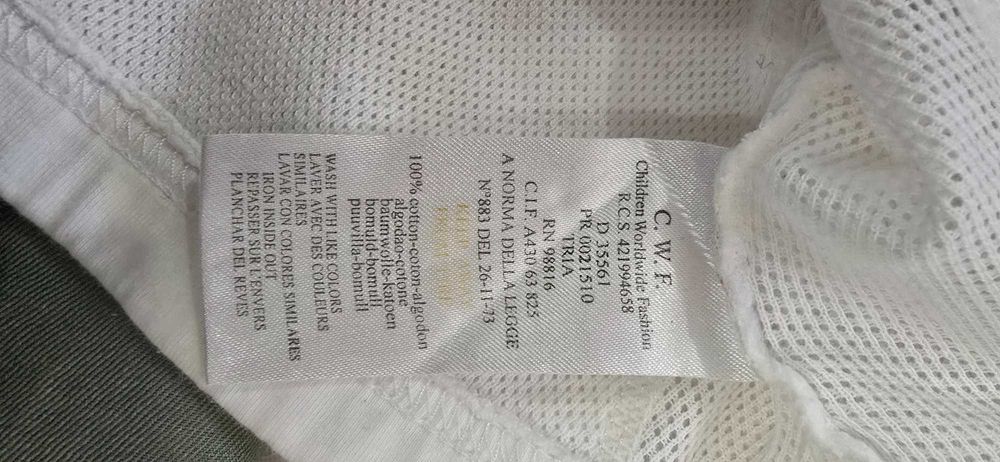 C. W. F.
Children Worldwide Fashion
R.C.S. 421994658
D 35561
PR 0021510
TRIA
RN 98816
C.I.F. A430 63 825
A NORMA DELLA LEGGE
N°883 DEL 26-11-73
100% cotton-coton-algodon
algodao-cotone
baumwolle-katoen
bomuld-bomull
puuvilla-bomull
WASH WITH LIKE COLORS
LAVER AVEC DES COULEURS
SIMILAIRES
LAVAR CON COLORES SIMILARES
IRON INSIDE OUT
REPASSER SUR L'ENVERS
PLANCHAR DEL REVES